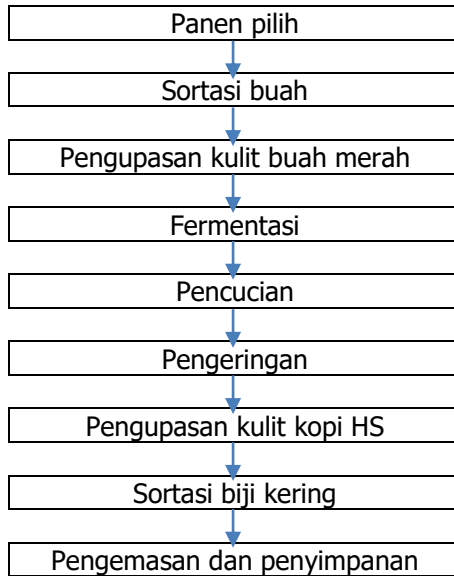 Panen pilih
Sortasi buah
Pengupasan kulit buah merah
Fermentasi
Pencucian
Pengeringan
Pengupasan kulit kopi HS
Sortasi biji kering
Pengemasan dan penyimpanan